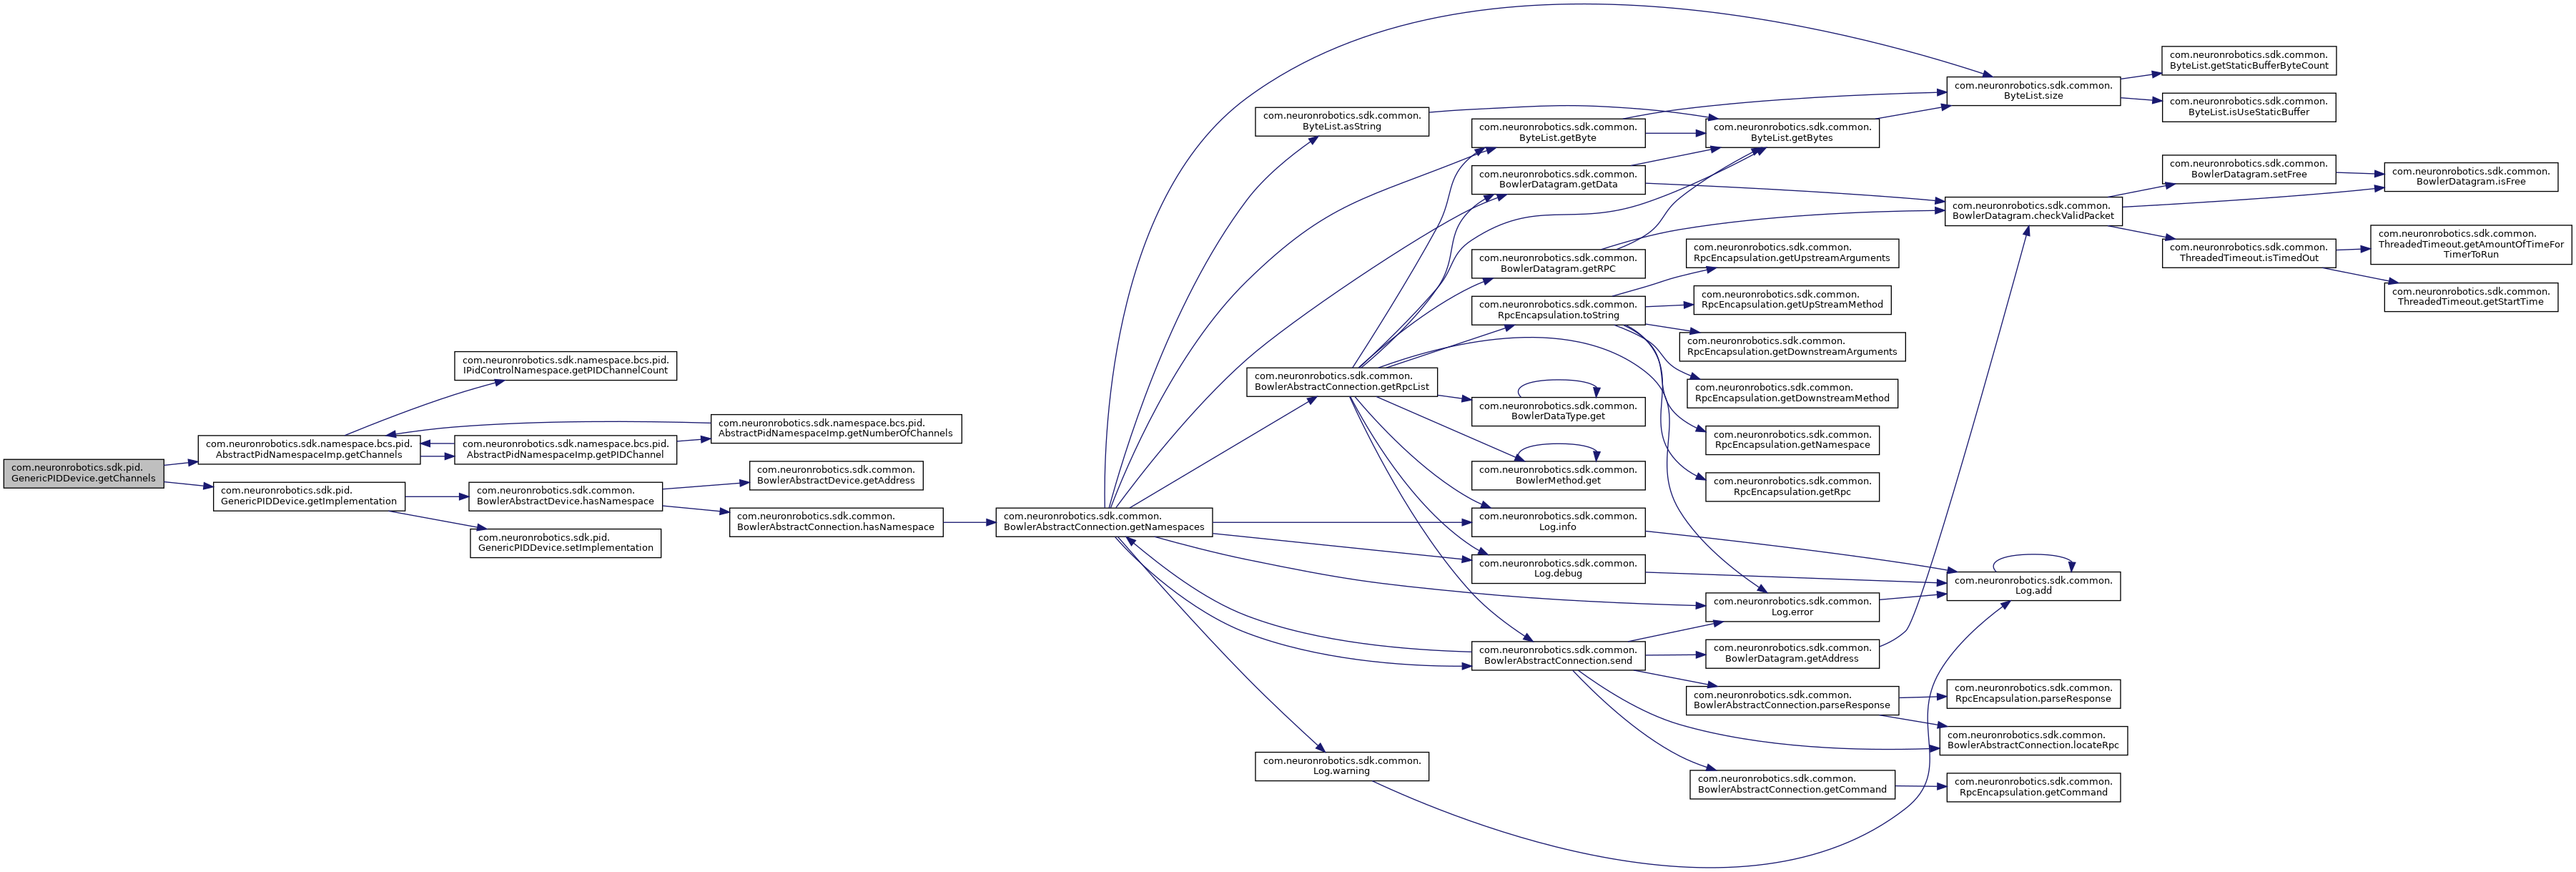 com.neuronrobotics.sdk.pid.
GenericPIDDevice.getChannels
com.neuronrobotics.sdk.namespace.bcs.pid.
AbstractPidNamespaceImp.getChannels
com.neuronrobotics.sdk.pid.
GenericPIDDevice.getImplementation
com.neuronrobotics.sdk.namespace.bcs.pid.
IPidControlNamespace.getPIDChannelCount
com.neuronrobotics.sdk.namespace.bcs.pid.
AbstractPidNamespaceImp.getPIDChannel
com.neuronrobotics.sdk.common.
BowlerAbstractDevice.hasNamespace
com.neuronrobotics.sdk.pid.
GenericPIDDevice.setImplementation
com.neuronrobotics.sdk.namespace.bcs.pid.
AbstractPidNamespaceImp.getNumberOfChannels
com.neuronrobotics.sdk.common.
BowlerAbstractDevice.getAddress
com.neuronrobotics.sdk.common.
BowlerAbstractConnection.hasNamespace
com.neuronrobotics.sdk.common.
BowlerAbstractConnection.getNamespaces
com.neuronrobotics.sdk.common.
ByteList.asString
com.neuronrobotics.sdk.common.
BowlerAbstractConnection.getRpcList
com.neuronrobotics.sdk.common.
Log.warning
com.neuronrobotics.sdk.common.
ByteList.getByte
com.neuronrobotics.sdk.common.
BowlerDatagram.getData
com.neuronrobotics.sdk.common.
BowlerDatagram.getRPC
com.neuronrobotics.sdk.common.
RpcEncapsulation.toString
com.neuronrobotics.sdk.common.
BowlerDataType.get
com.neuronrobotics.sdk.common.
BowlerMethod.get
com.neuronrobotics.sdk.common.
Log.info
com.neuronrobotics.sdk.common.
Log.debug
com.neuronrobotics.sdk.common.
BowlerAbstractConnection.send
com.neuronrobotics.sdk.common.
ByteList.getBytes
com.neuronrobotics.sdk.common.
RpcEncapsulation.getUpstreamArguments
com.neuronrobotics.sdk.common.
RpcEncapsulation.getUpStreamMethod
com.neuronrobotics.sdk.common.
RpcEncapsulation.getDownstreamArguments
com.neuronrobotics.sdk.common.
RpcEncapsulation.getDownstreamMethod
com.neuronrobotics.sdk.common.
RpcEncapsulation.getNamespace
com.neuronrobotics.sdk.common.
RpcEncapsulation.getRpc
com.neuronrobotics.sdk.common.
Log.error
com.neuronrobotics.sdk.common.
BowlerDatagram.getAddress
com.neuronrobotics.sdk.common.
BowlerAbstractConnection.parseResponse
com.neuronrobotics.sdk.common.
BowlerAbstractConnection.getCommand
com.neuronrobotics.sdk.common.
ByteList.size
com.neuronrobotics.sdk.common.
BowlerDatagram.checkValidPacket
com.neuronrobotics.sdk.common.
Log.add
com.neuronrobotics.sdk.common.
RpcEncapsulation.parseResponse
com.neuronrobotics.sdk.common.
BowlerAbstractConnection.locateRpc
com.neuronrobotics.sdk.common.
RpcEncapsulation.getCommand
com.neuronrobotics.sdk.common.
ByteList.getStaticBufferByteCount
com.neuronrobotics.sdk.common.
ByteList.isUseStaticBuffer
com.neuronrobotics.sdk.common.
BowlerDatagram.setFree
com.neuronrobotics.sdk.common.
ThreadedTimeout.isTimedOut
com.neuronrobotics.sdk.common.
BowlerDatagram.isFree
com.neuronrobotics.sdk.common.
ThreadedTimeout.getAmountOfTimeFor
TimerToRun
com.neuronrobotics.sdk.common.
ThreadedTimeout.getStartTime